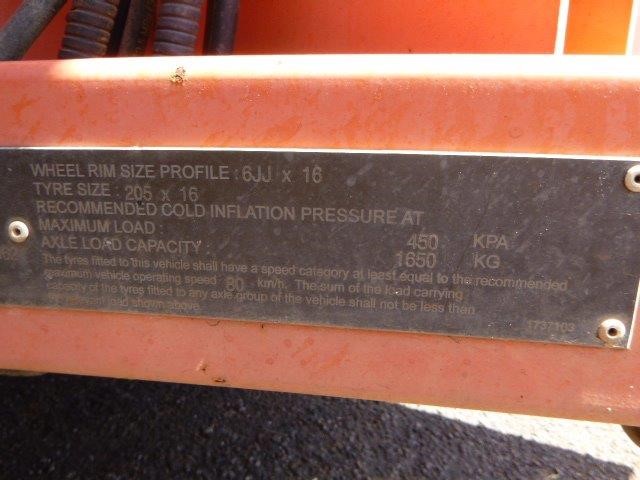 WHEEL RIM SIZE PROFILE : 6JJ x 16
TYRE SIZE : 205 x 16
RECOMMENDED COLD INFLATION PRESSURE AT
MAXIMUM LOAD : 450 KPA
AXLE LOAD CAPACITY : 1650 KG
The tyres fitted to this vehicle shall have a speed category at least equal to the recommended
maximum vehicle operating speed 80 km/h. The sum of the load carrying
capacity of the tyres fitted to any axle group of the vehicle shall not be less than
the relevant load shown above
1737103